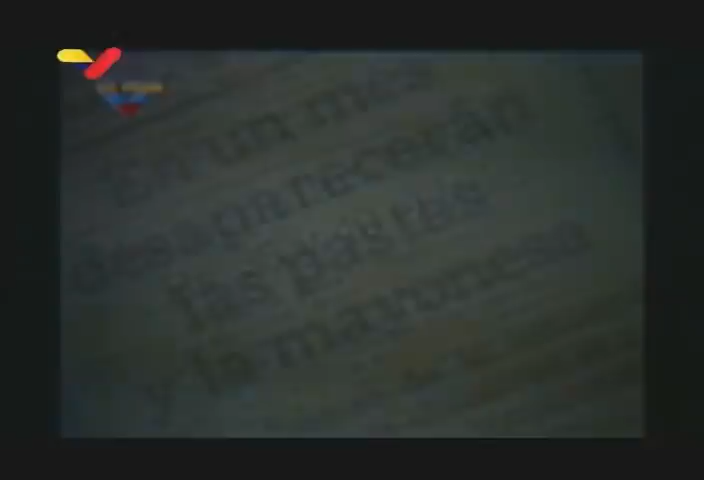 En un mes
desaparecerán
las pastas
y la mayonesa